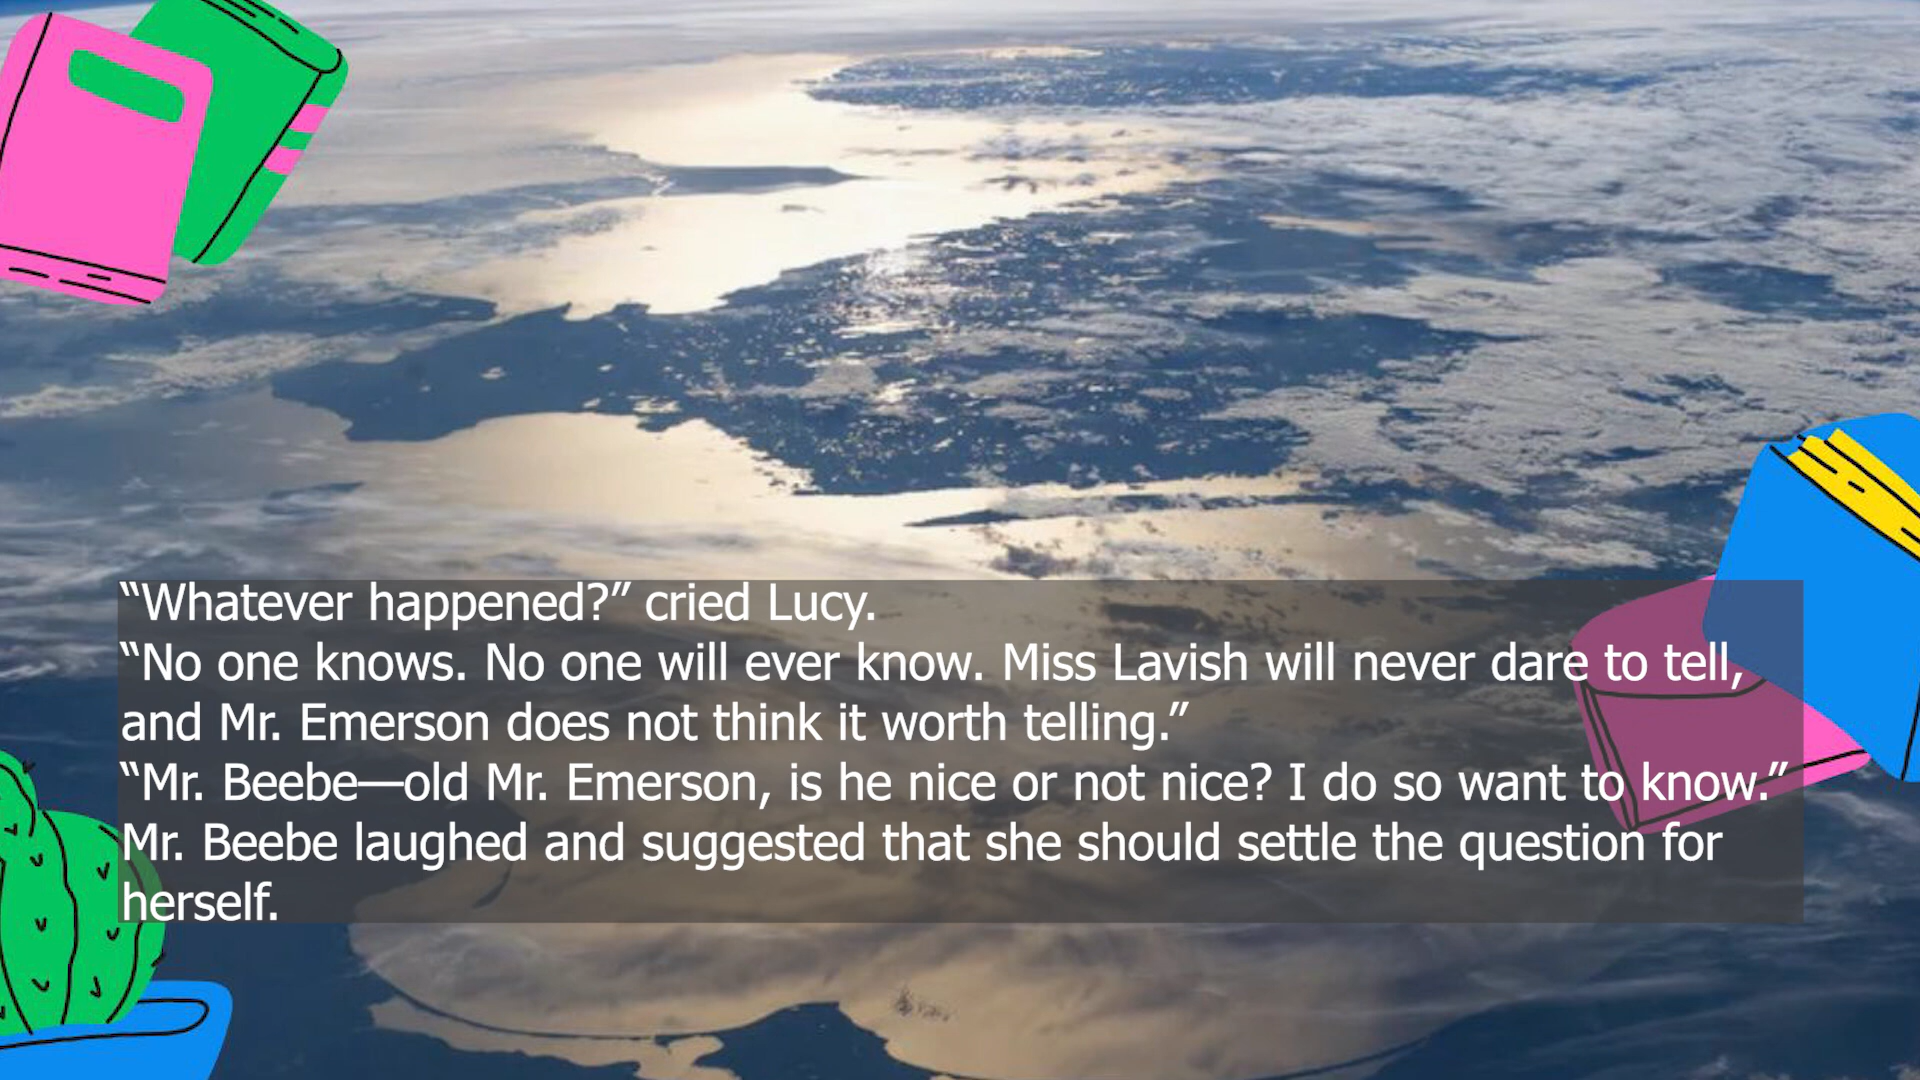 “Whatever happened?” cried Lucy.
“No one knows. No one will ever know. Miss Lavish will never dare to tell,
and Mr. Emerson does not think it worth telling.”
“Mr. Beebe—old Mr. Emerson, is he nice or not nice? I do so want to know.”
Mr. Beebe laughed and suggested that she should settle the question for
herself.